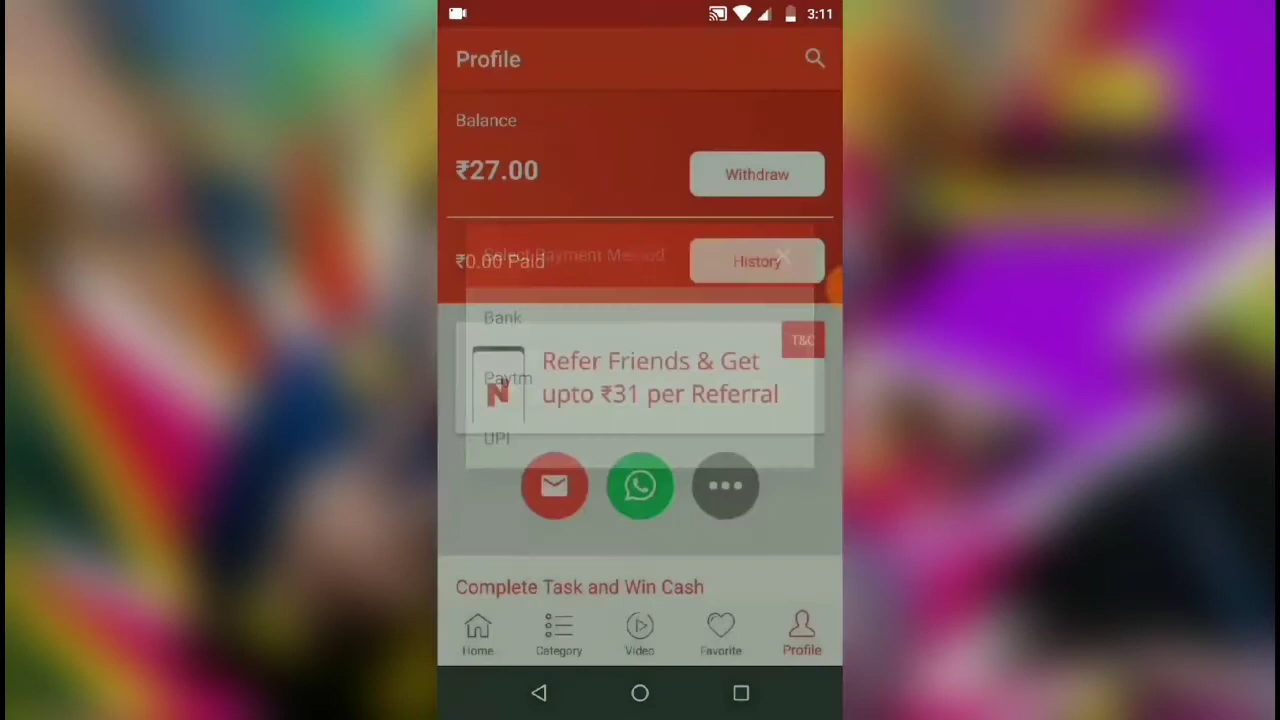 3:11
Profile
Balance
₹27.00
Withdraw
Select Payment Method
₹0.00 Paid
History
Bank
T&C
Refer Friends & Get
upto ₹31 per Referral
Paytm
N
UPI
Complete Task and Win Cash
Home
Category
Video
Favorite
Profile